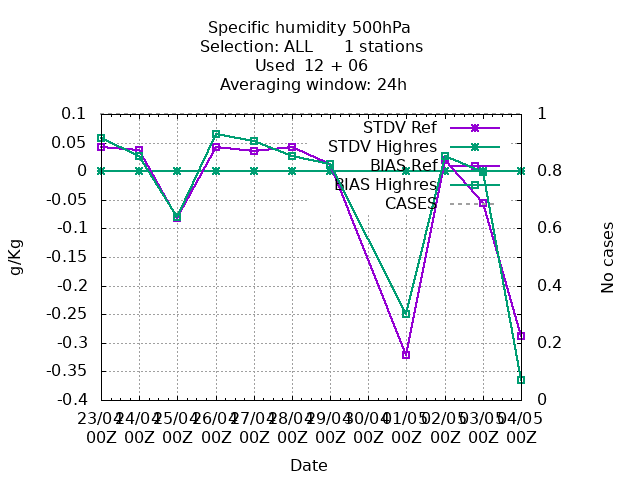 Specific humidity 500hPa
Selection: ALL      1 stations
Used  12 + 06
Averaging window: 24h
STDV Ref
STDV Highres
BIAS Ref
BIAS Highres
CASES
0.1
0.05
0
-0.05
-0.1
-0.15
-0.2
-0.25
-0.3
-0.35
-0.4
1
0.8
0.6
0.4
0.2
0
g/Kg
No cases
23/04 24/04 25/04 26/04 27/04 28/04 29/04 30/04 01/05 02/05 03/05 04/05
00Z 00Z 00Z 00Z 00Z 00Z 00Z 00Z 00Z 00Z 00Z 00Z
Date